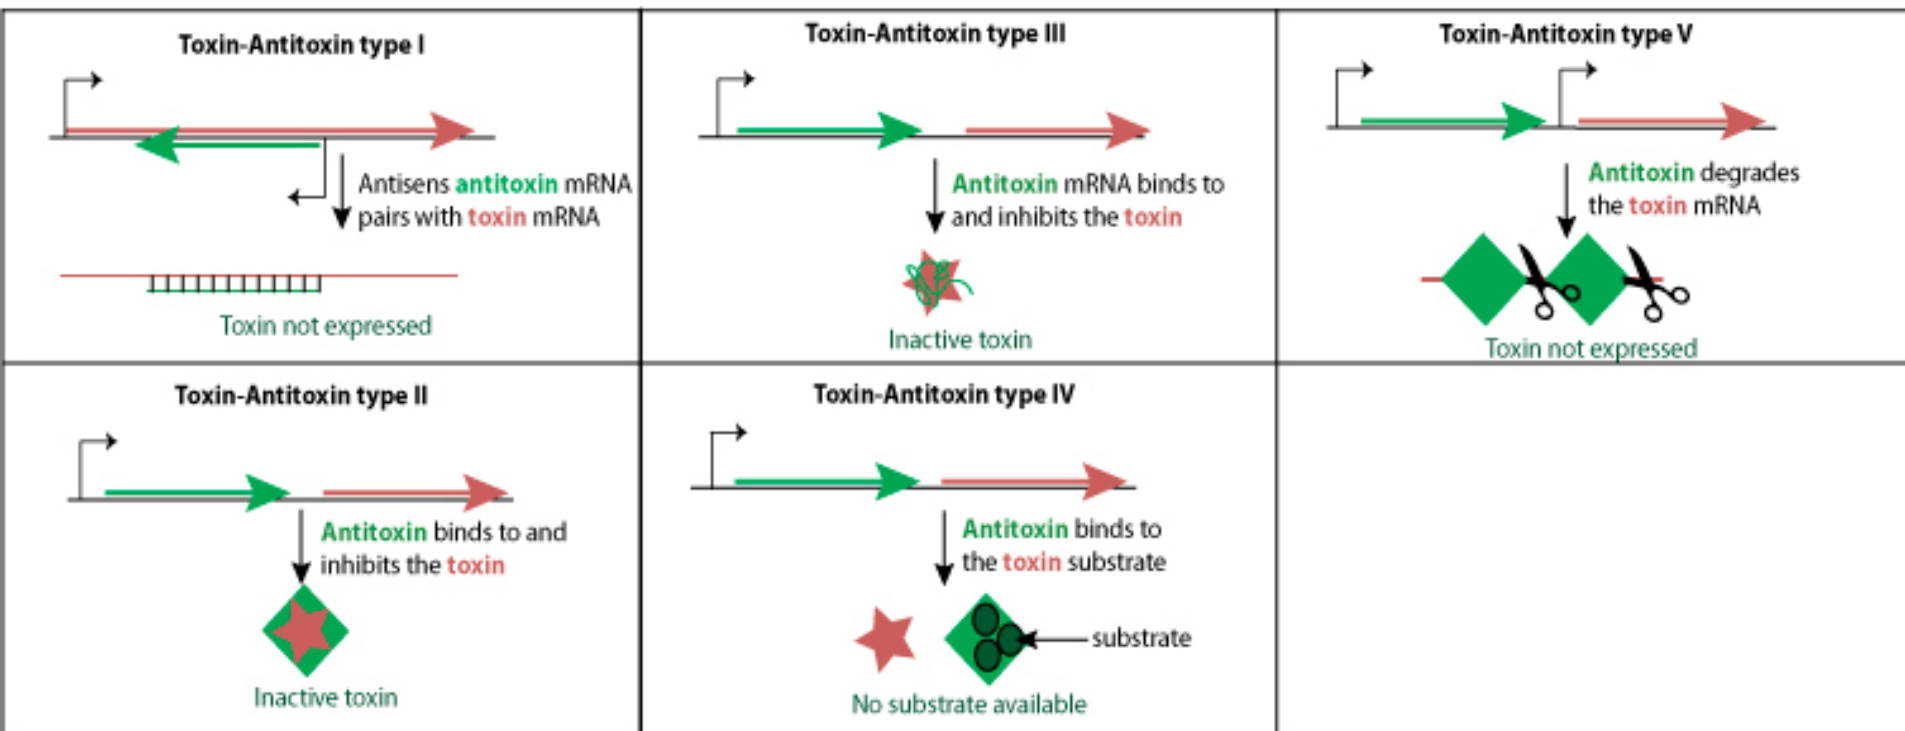 Toxin-Antitoxin type I
Antisens antitoxin mRNA
pairs with toxin mRNA
Toxin not expressed
Toxin-Antitoxin type III
Antitoxin mRNA binds to
and inhibits the toxin
Inactive toxin
Toxin-Antitoxin type V
Antitoxin degrades
the toxin mRNA
Toxin not expressed
Toxin-Antitoxin type II
Antitoxin binds to and
inhibits the toxin
Inactive toxin
Toxin-Antitoxin type IV
Antitoxin binds to
the toxin substrate
substrate
No substrate available